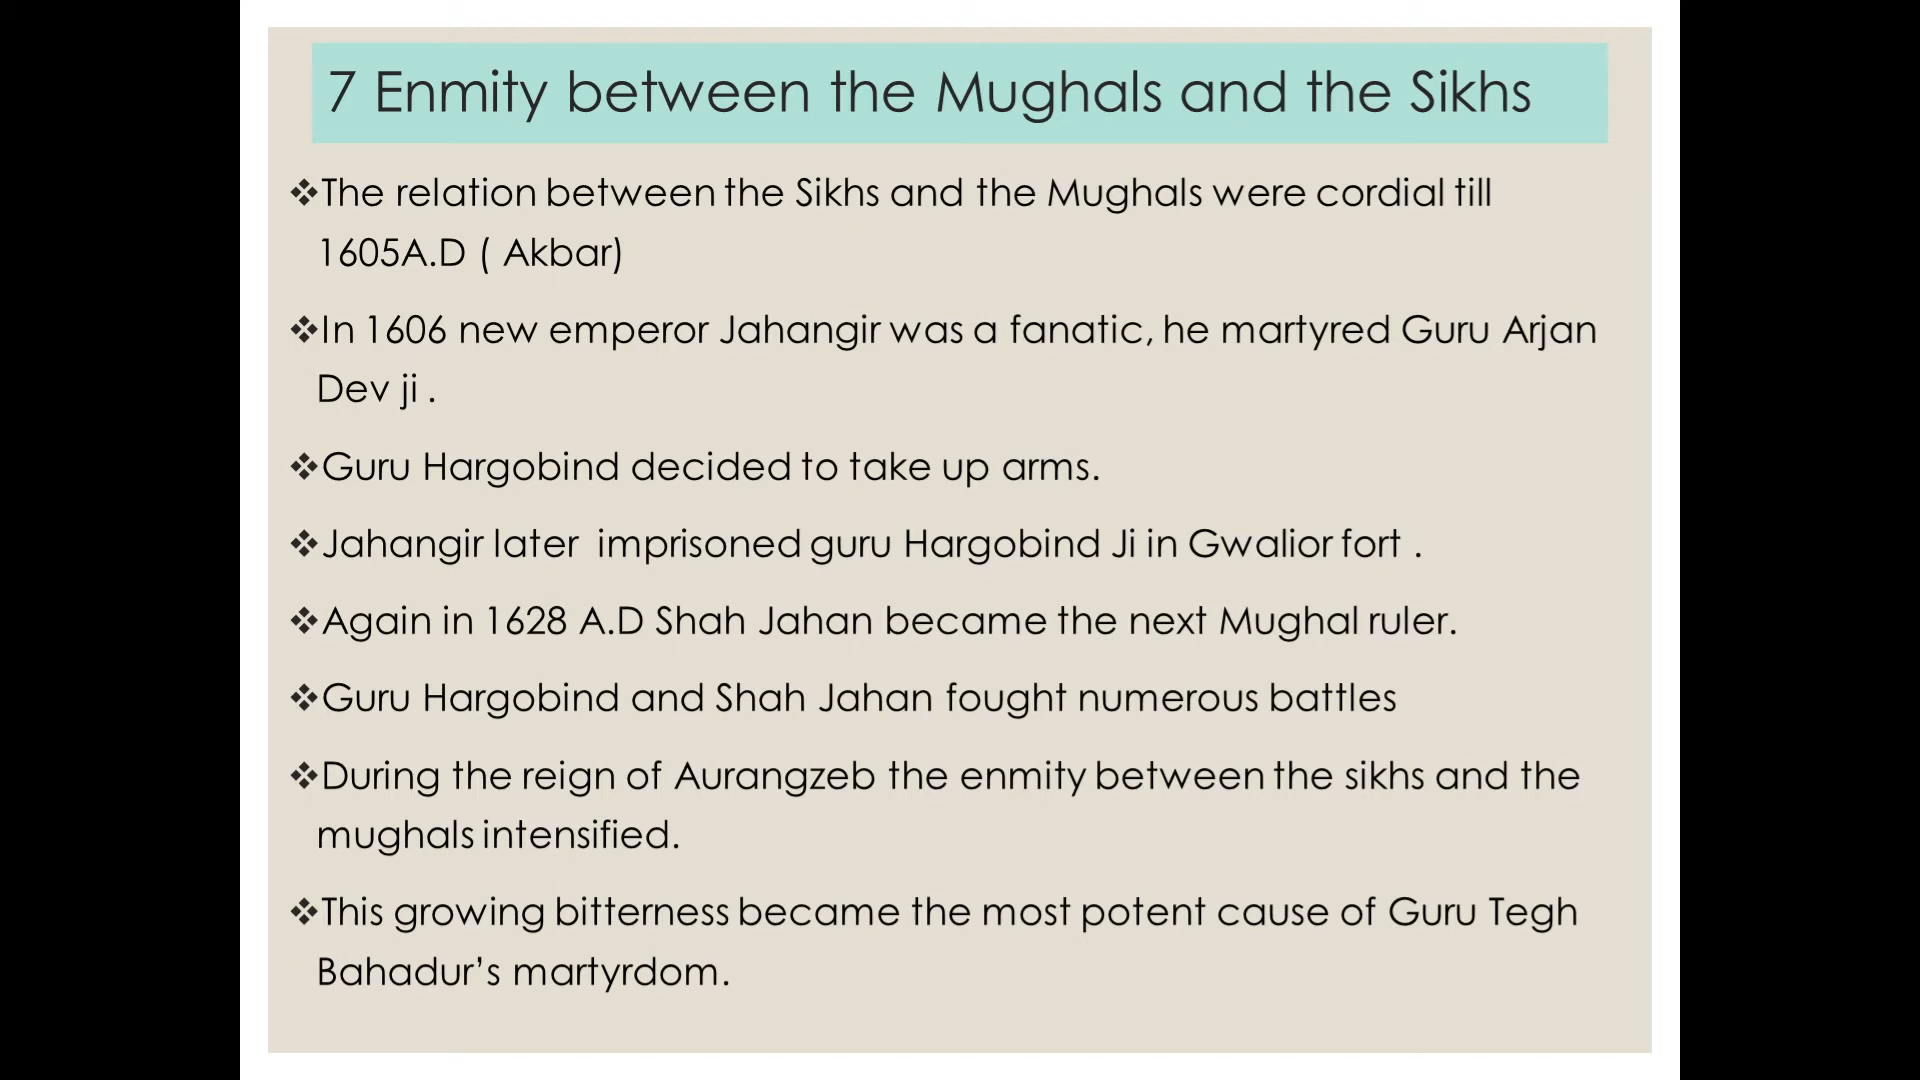 7 Enmity between the Mughals and the Sikhs
❖The relation between the Sikhs and the Mughals were cordial till
1605A.D ( Akbar)
❖In 1606 new emperor Jahangir was a fanatic, he martyred Guru Arjan
Dev ji .
❖Guru Hargobind decided to take up arms.
❖Jahangir later  imprisoned guru Hargobind Ji in Gwalior fort .
❖Again in 1628 A.D Shah Jahan became the next Mughal ruler.
❖Guru Hargobind and Shah Jahan fought numerous battles
❖During the reign of Aurangzeb the enmity between the sikhs and the
mughals intensified.
❖This growing bitterness became the most potent cause of Guru Tegh
Bahadur’s martyrdom.